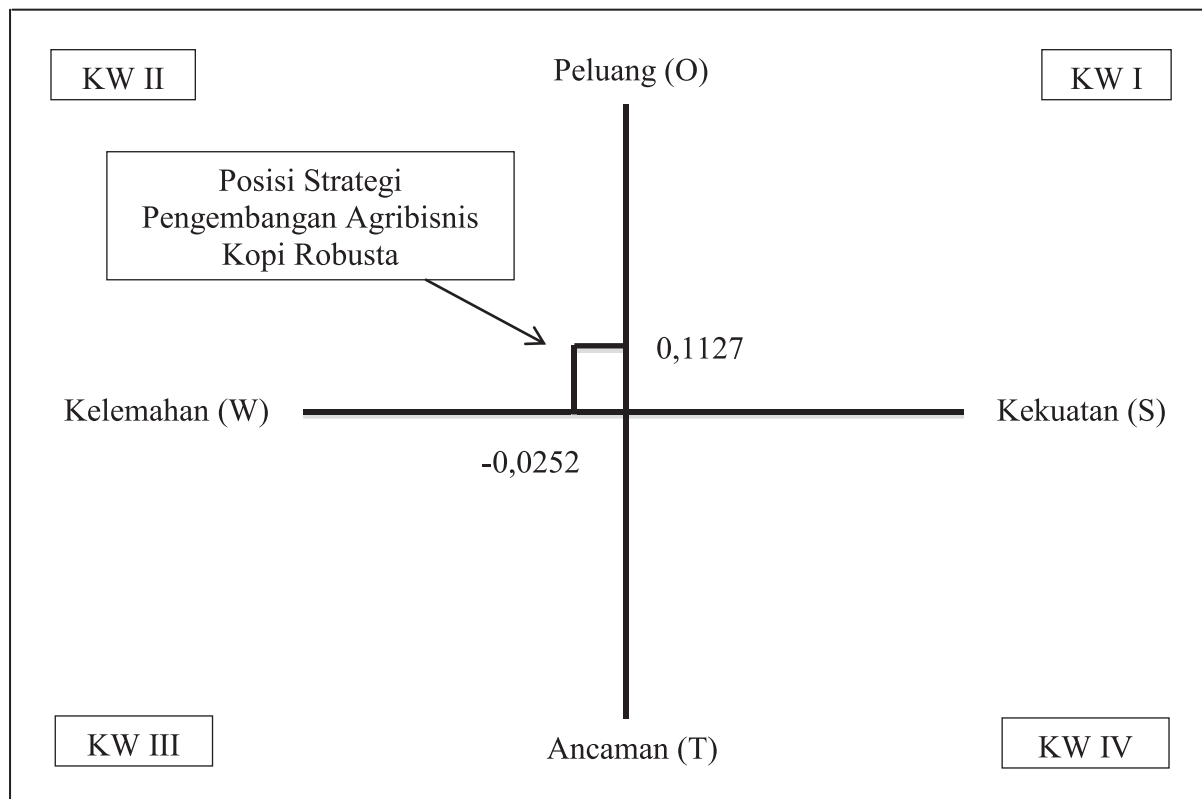 KW II
Peluang (O)
KW I
Posisi Strategi
Pengembangan Agribisnis
Kopi Robusta
0,1127
Kelemahan (W)
Kekuatan (S)
-0,0252
KW III
Ancaman (T)
KW IV